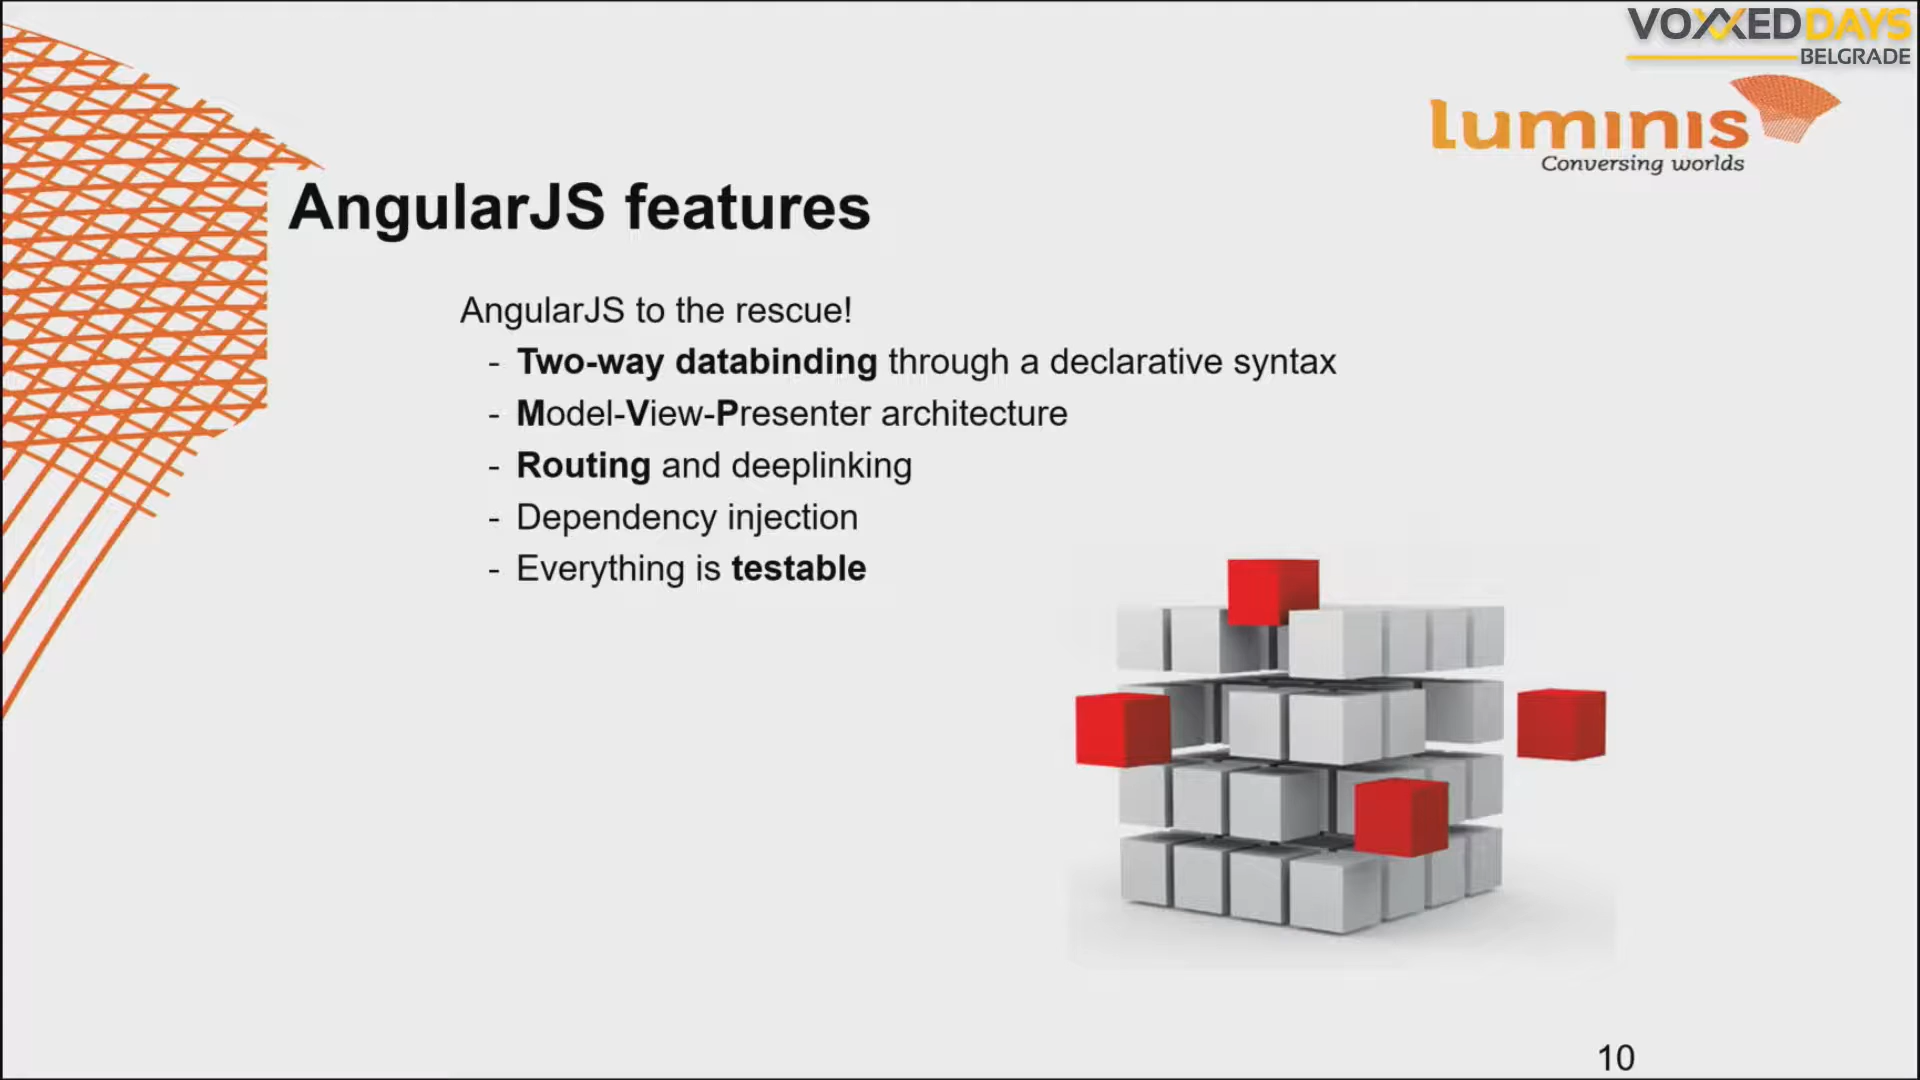 VOXXED DAYS
BELGRADE
luminis
Conversing worlds
AngularJS features
AngularJS to the rescue!
- Two-way databinding through a declarative syntax
- Model-View-Presenter architecture
- Routing and deeplinking
- Dependency injection
- Everything is testable
10